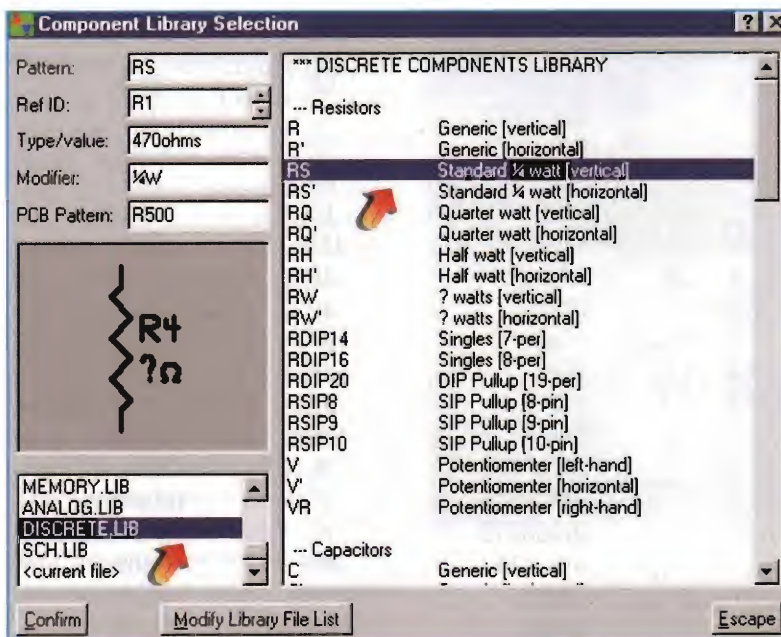 Component Library Selection
Pattern: RS
Ref ID: R1
Type/value: 470ohms
Modifier: ¼W
PCB Pattern: R500
R4
?Ω
MEMORY.LIB
ANALOG.LIB
DISCRETE.LIB
SCH.LIB
<current file>
*** DISCRETE COMPONENTS LIBRARY
--- Resistors
R Generic [vertical]
R' Generic [horizontal]
RS Standard ¼ watt [vertical]
RS' Standard ¼ watt [horizontal]
RQ Quarter watt [vertical]
RQ' Quarter watt [horizontal]
RH Half watt [vertical]
RH' Half watt [horizontal]
RW ? watts [vertical]
RW' ? watts [horizontal]
RDIP14 Singles [7-per]
RDIP16 Singles [8-per]
RDIP20 DIP Pullup [19-per]
RSIP8 SIP Pullup [8-pin]
RSIP9 SIP Pullup [9-pin]
RSIP10 SIP Pullup [10-pin]
V Potentiomenter [left-hand]
V' Potentiomenter [horizontal]
VR Potentiomenter [right-hand]
--- Capacitors
C Generic [vertical]
Confirm Modify Library File List Escape